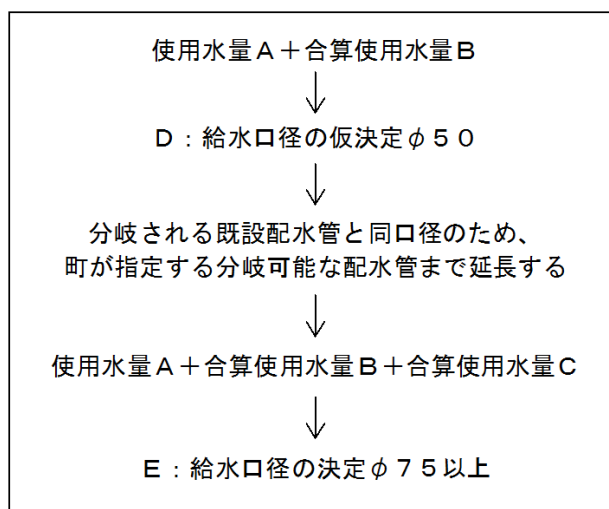 使用水量Ａ＋合算使用水量Ｂ
↓
Ｄ：給水口径の仮決定φ５０
↓
分岐される既設配水管と同口径のため、
町が指定する分岐可能な配水管まで延長する
↓
使用水量Ａ＋合算使用水量Ｂ＋合算使用水量Ｃ
↓
Ｅ：給水口径の決定φ７５以上